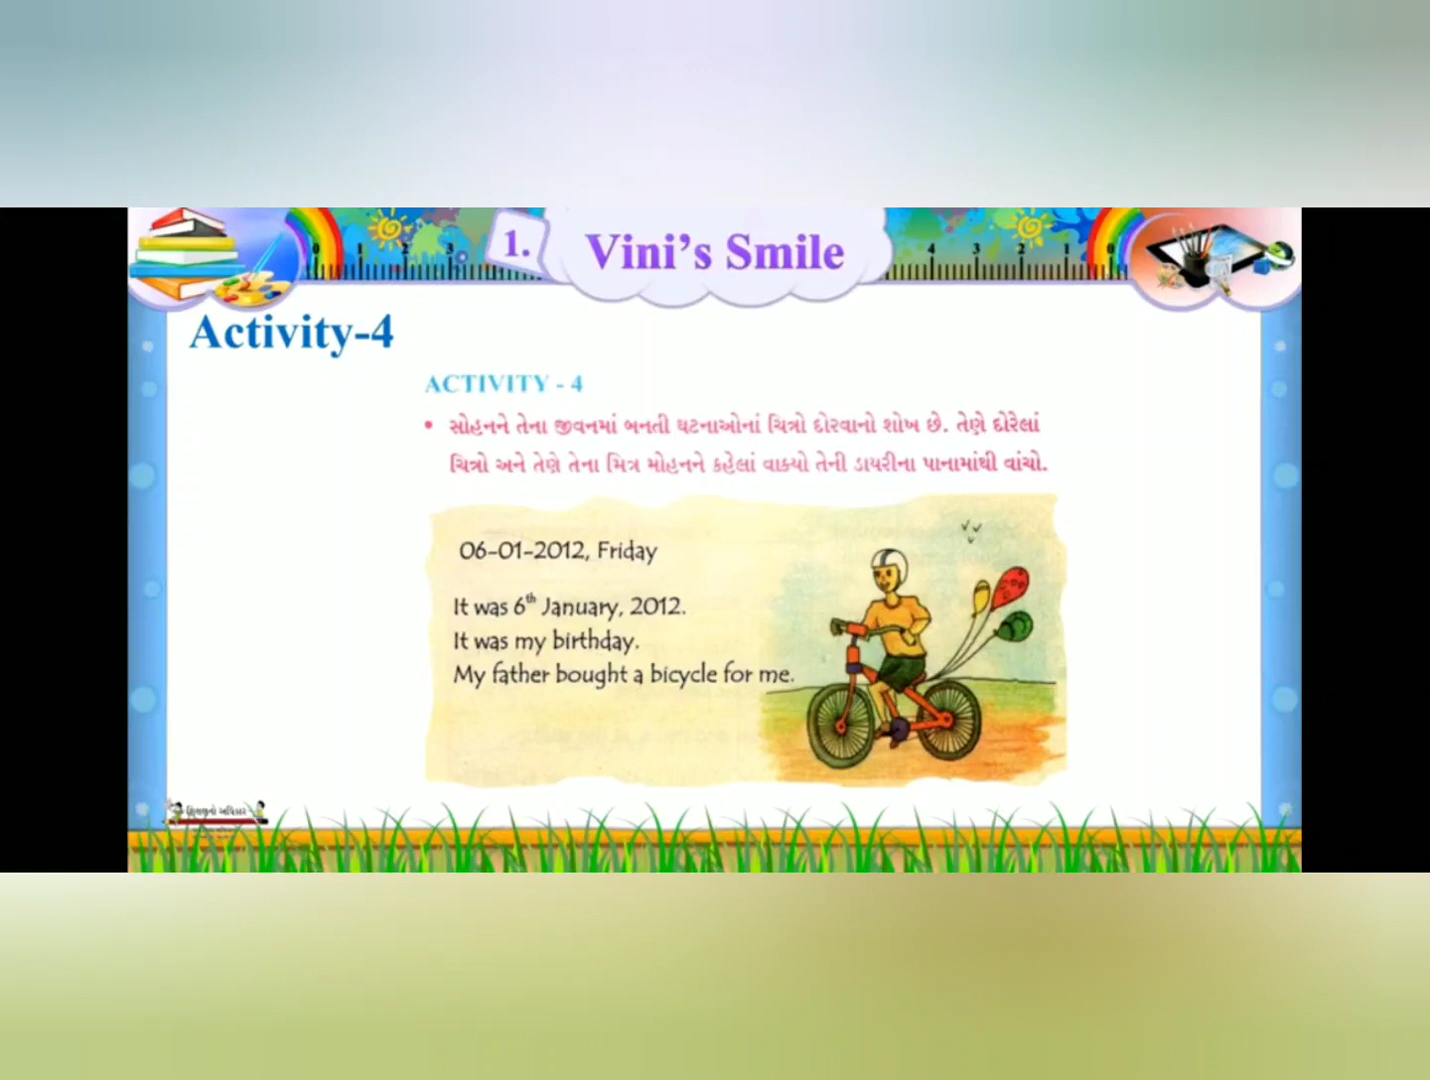 1.
Vini's Smile
Activity-4
ACTIVITY - 4
• સોહનને તેના જીવનમાં બનતી ઘટનાઓનાં ચિત્રો દોરવાનો શોખ છે. તેણે દોરેલાં
ચિત્રો અને તેણે તેના મિત્ર મોહનને કહેલાં વાક્યો તેની ડાયરીના પાનામાંથી વાંચો.
06-01-2012, Friday
It was 6th January, 2012.
It was my birthday.
My father bought a bicycle for me.